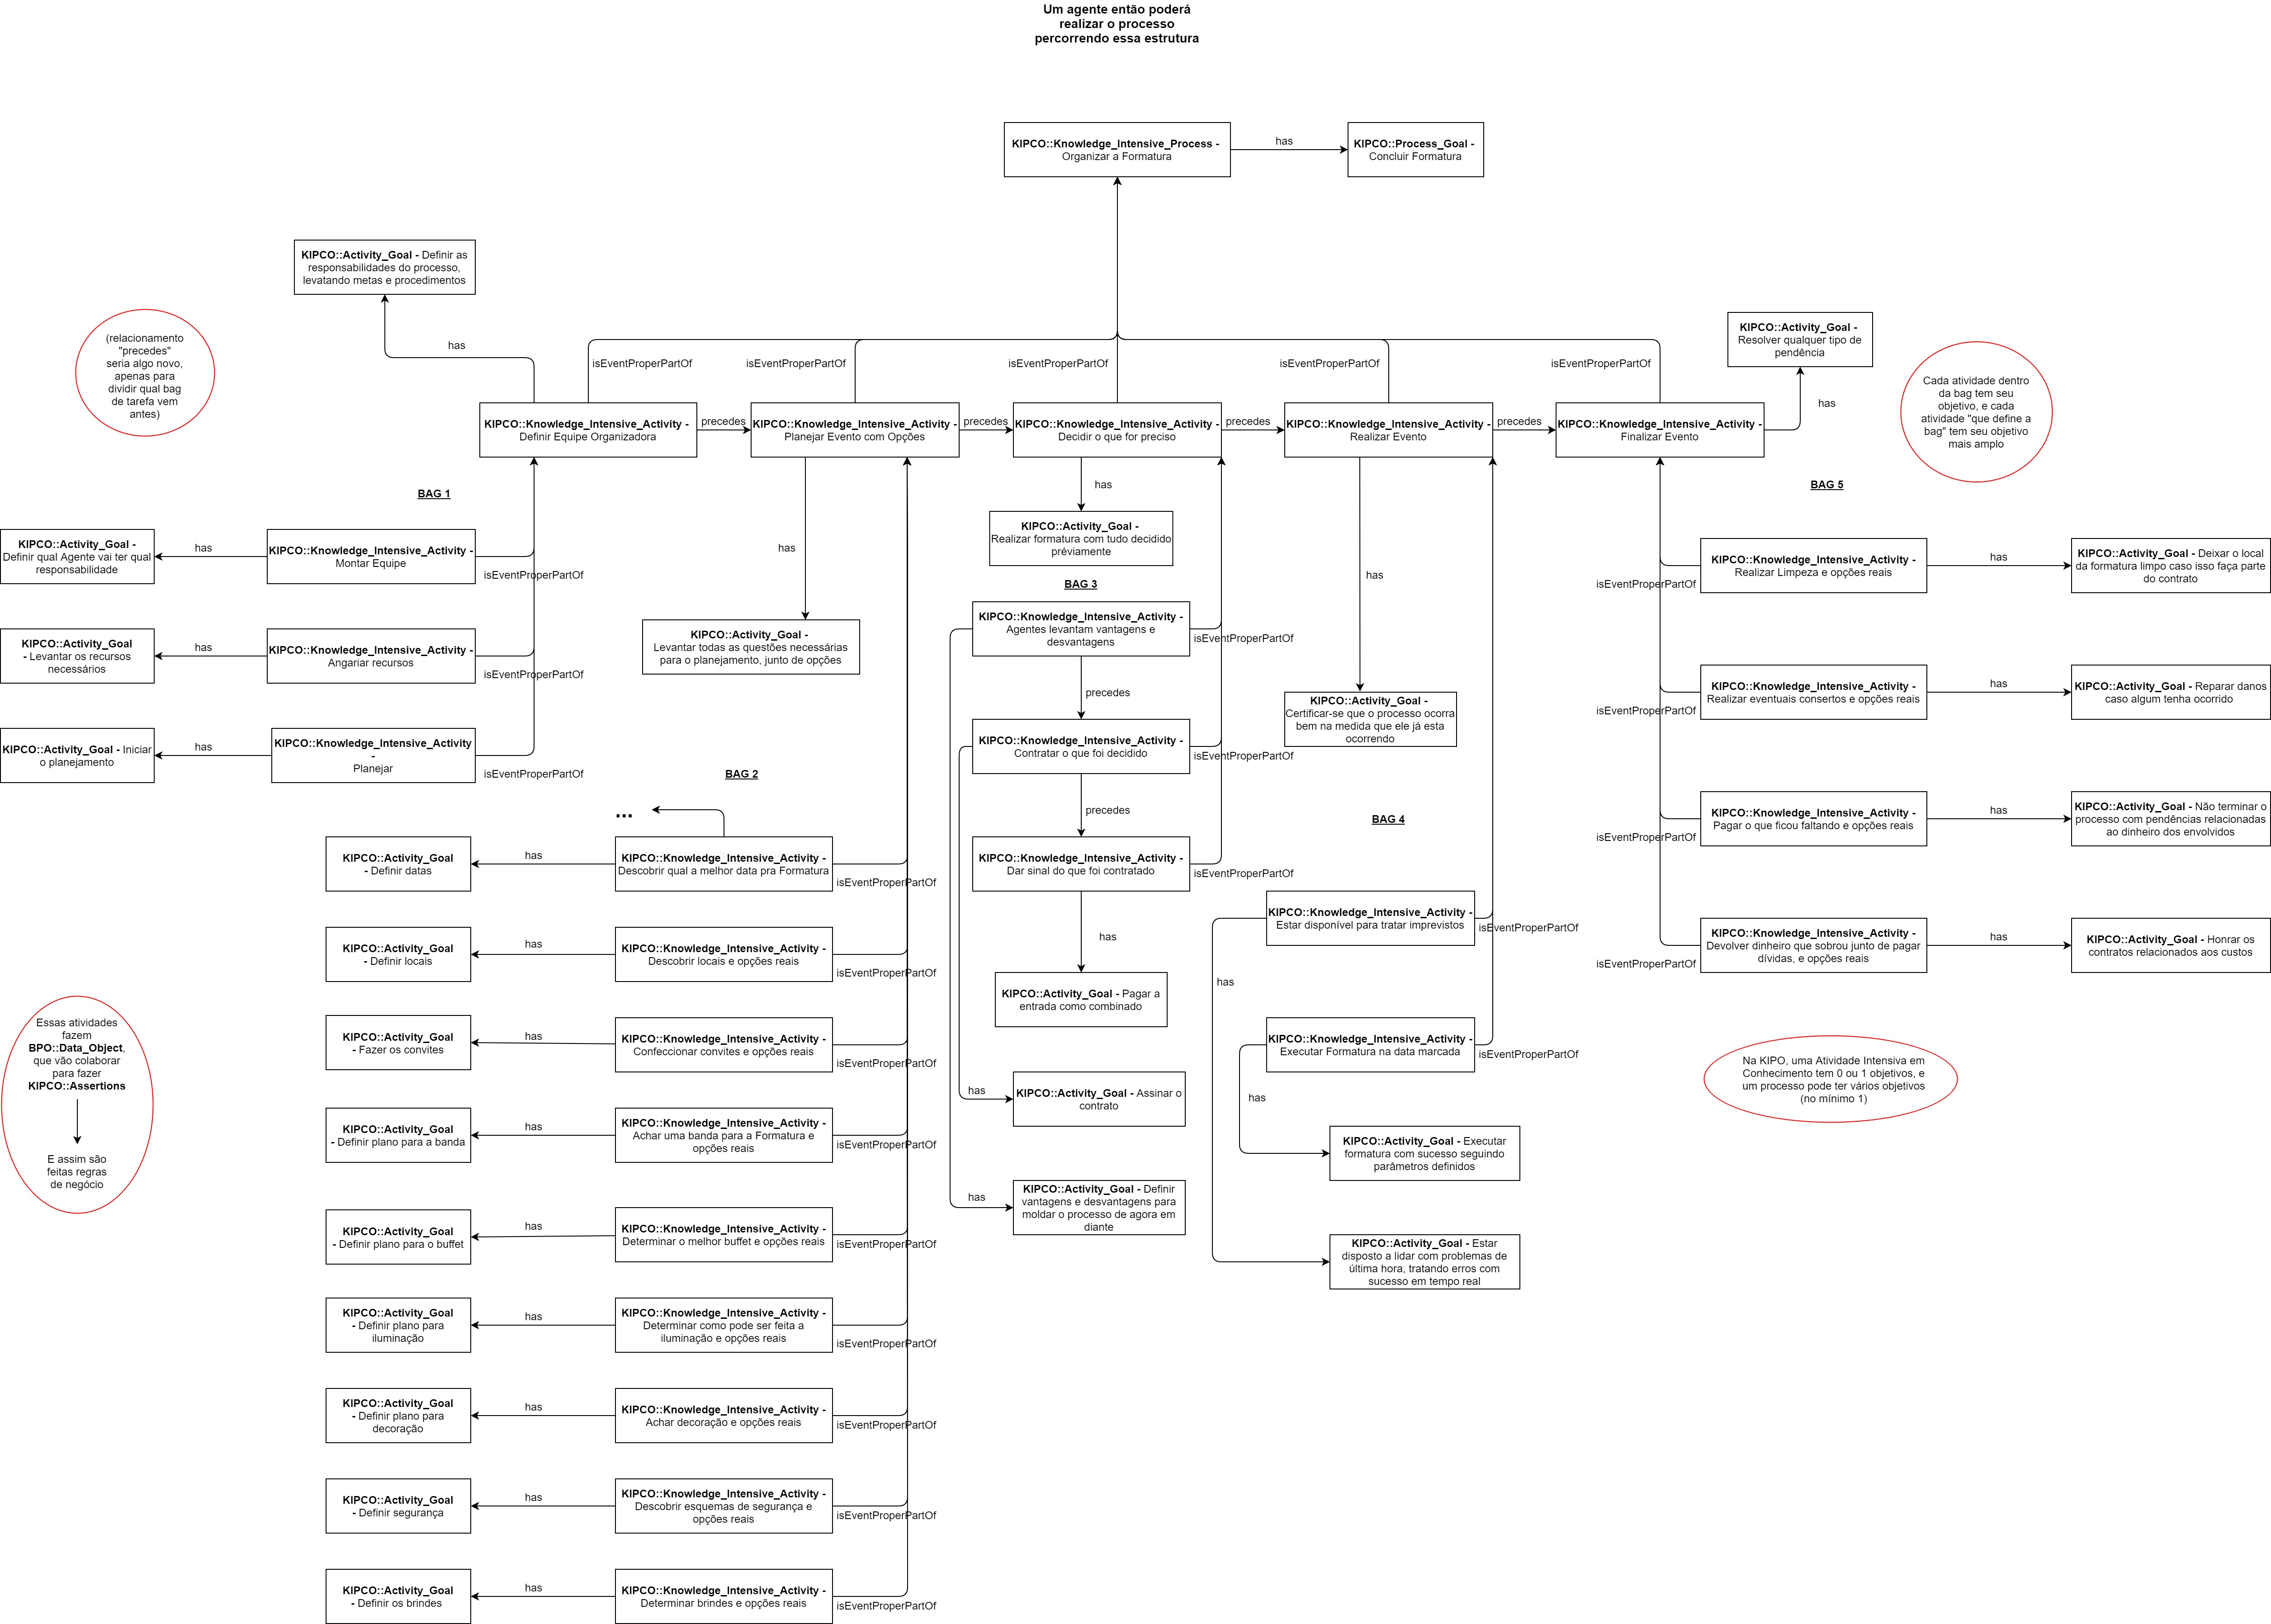 Um agente então poderá
realizar o processo
percorrendo essa estrutura
KIPCO::Knowledge_Intensive_Process -
Organizar a Formatura
has
KIPCO::Process_Goal -
Concluir Formatura
KIPCO::Activity_Goal - Definir as
responsabilidades do processo,
levatando metas e procedimentos
(relacionamento
"precedes"
seria algo novo,
apenas para
dividir qual bag
de tarefa vem
antes)
has
isEventProperPartOf
isEventProperPartOf
isEventProperPartOf
isEventProperPartOf
isEventProperPartOf
KIPCO::Activity_Goal -
Resolver qualquer tipo de
pendência
has
Cada atividade dentro
da bag tem seu
objetivo, e cada
atividade "que define a
bag" tem seu objetivo
mais amplo
KIPCO::Knowledge_Intensive_Activity -
Definir Equipe Organizadora
precedes
KIPCO::Knowledge_Intensive_Activity -
Planejar Evento com Opções
precedes
KIPCO::Knowledge_Intensive_Activity -
Decidir o que for preciso
precedes
KIPCO::Knowledge_Intensive_Activity -
Realizar Evento
precedes
KIPCO::Knowledge_Intensive_Activity -
Finalizar Evento
BAG 1
KIPCO::Activity_Goal -
Definir qual Agente vai ter qual
responsabilidade
has
KIPCO::Knowledge_Intensive_Activity -
Montar Equipe
isEventProperPartOf
KIPCO::Activity_Goal
- Levantar os recursos
necessários
has
KIPCO::Knowledge_Intensive_Activity -
Angariar recursos
isEventProperPartOf
KIPCO::Activity_Goal - Iniciar
o planejamento
has
KIPCO::Knowledge_Intensive_Activity
-
Planejar
isEventProperPartOf
has
KIPCO::Activity_Goal -
Levantar todas as questões necessárias
para o planejamento, junto de opções
BAG 2
...
KIPCO::Activity_Goal
- Definir datas
has
KIPCO::Knowledge_Intensive_Activity -
Descobrir qual a melhor data pra Formatura
isEventProperPartOf
KIPCO::Activity_Goal
- Definir locais
has
KIPCO::Knowledge_Intensive_Activity -
Descobrir locais e opções reais
isEventProperPartOf
KIPCO::Activity_Goal
- Fazer os convites
has
KIPCO::Knowledge_Intensive_Activity -
Confeccionar convites e opções reais
isEventProperPartOf
KIPCO::Activity_Goal
- Definir plano para a banda
has
KIPCO::Knowledge_Intensive_Activity -
Achar uma banda para a Formatura e
opções reais
isEventProperPartOf
KIPCO::Activity_Goal
- Definir plano para o buffet
has
KIPCO::Knowledge_Intensive_Activity -
Determinar o melhor buffet e opções reais
isEventProperPartOf
KIPCO::Activity_Goal
- Definir plano para
iluminação
has
KIPCO::Knowledge_Intensive_Activity -
Determinar como pode ser feita a
iluminação e opções reais
isEventProperPartOf
KIPCO::Activity_Goal
- Definir plano para
decoração
has
KIPCO::Knowledge_Intensive_Activity -
Achar decoração e opções reais
isEventProperPartOf
KIPCO::Activity_Goal
- Definir segurança
has
KIPCO::Knowledge_Intensive_Activity -
Descobrir esquemas de segurança e
opções reais
isEventProperPartOf
KIPCO::Activity_Goal
- Definir os brindes
has
KIPCO::Knowledge_Intensive_Activity -
Determinar brindes e opções reais
isEventProperPartOf
Essas atividades
fazem
BPO::Data_Object,
que vão colaborar
para fazer
KIPCO::Assertions
E assim são
feitas regras
de negócio
has
KIPCO::Activity_Goal -
Realizar formatura com tudo decidido
préviamente
BAG 3
KIPCO::Knowledge_Intensive_Activity -
Agentes levantam vantagens e
desvantagens
isEventProperPartOf
precedes
KIPCO::Knowledge_Intensive_Activity -
Contratar o que foi decidido
isEventProperPartOf
precedes
KIPCO::Knowledge_Intensive_Activity -
Dar sinal do que foi contratado
isEventProperPartOf
has
KIPCO::Activity_Goal - Pagar a
entrada como combinado
has
KIPCO::Activity_Goal - Assinar o
contrato
has
KIPCO::Activity_Goal - Definir
vantagens e desvantagens para
moldar o processo de agora em
diante
has
KIPCO::Activity_Goal -
Certificar-se que o processo ocorra
bem na medida que ele já esta
ocorrendo
BAG 4
KIPCO::Knowledge_Intensive_Activity -
Estar disponível para tratar imprevistos
isEventProperPartOf
has
KIPCO::Knowledge_Intensive_Activity -
Executar Formatura na data marcada
isEventProperPartOf
has
KIPCO::Activity_Goal - Executar
formatura com sucesso seguindo
parâmetros definidos
KIPCO::Activity_Goal - Estar
disposto a lidar com problemas de
última hora, tratando erros com
sucesso em tempo real
BAG 5
KIPCO::Knowledge_Intensive_Activity -
Realizar Limpeza e opções reais
isEventProperPartOf
has
KIPCO::Activity_Goal - Deixar o local
da formatura limpo caso isso faça parte
do contrato
KIPCO::Knowledge_Intensive_Activity -
Realizar eventuais consertos e opções reais
isEventProperPartOf
has
KIPCO::Activity_Goal - Reparar danos
caso algum tenha ocorrido
KIPCO::Knowledge_Intensive_Activity -
Pagar o que ficou faltando e opções reais
isEventProperPartOf
has
KIPCO::Activity_Goal - Não terminar o
processo com pendências relacionadas
ao dinheiro dos envolvidos
KIPCO::Knowledge_Intensive_Activity -
Devolver dinheiro que sobrou junto de pagar
dívidas, e opções reais
isEventProperPartOf
has
KIPCO::Activity_Goal - Honrar os
contratos relacionados aos custos
Na KIPO, uma Atividade Intensiva em
Conhecimento tem 0 ou 1 objetivos, e
um processo pode ter vários objetivos
(no mínimo 1)